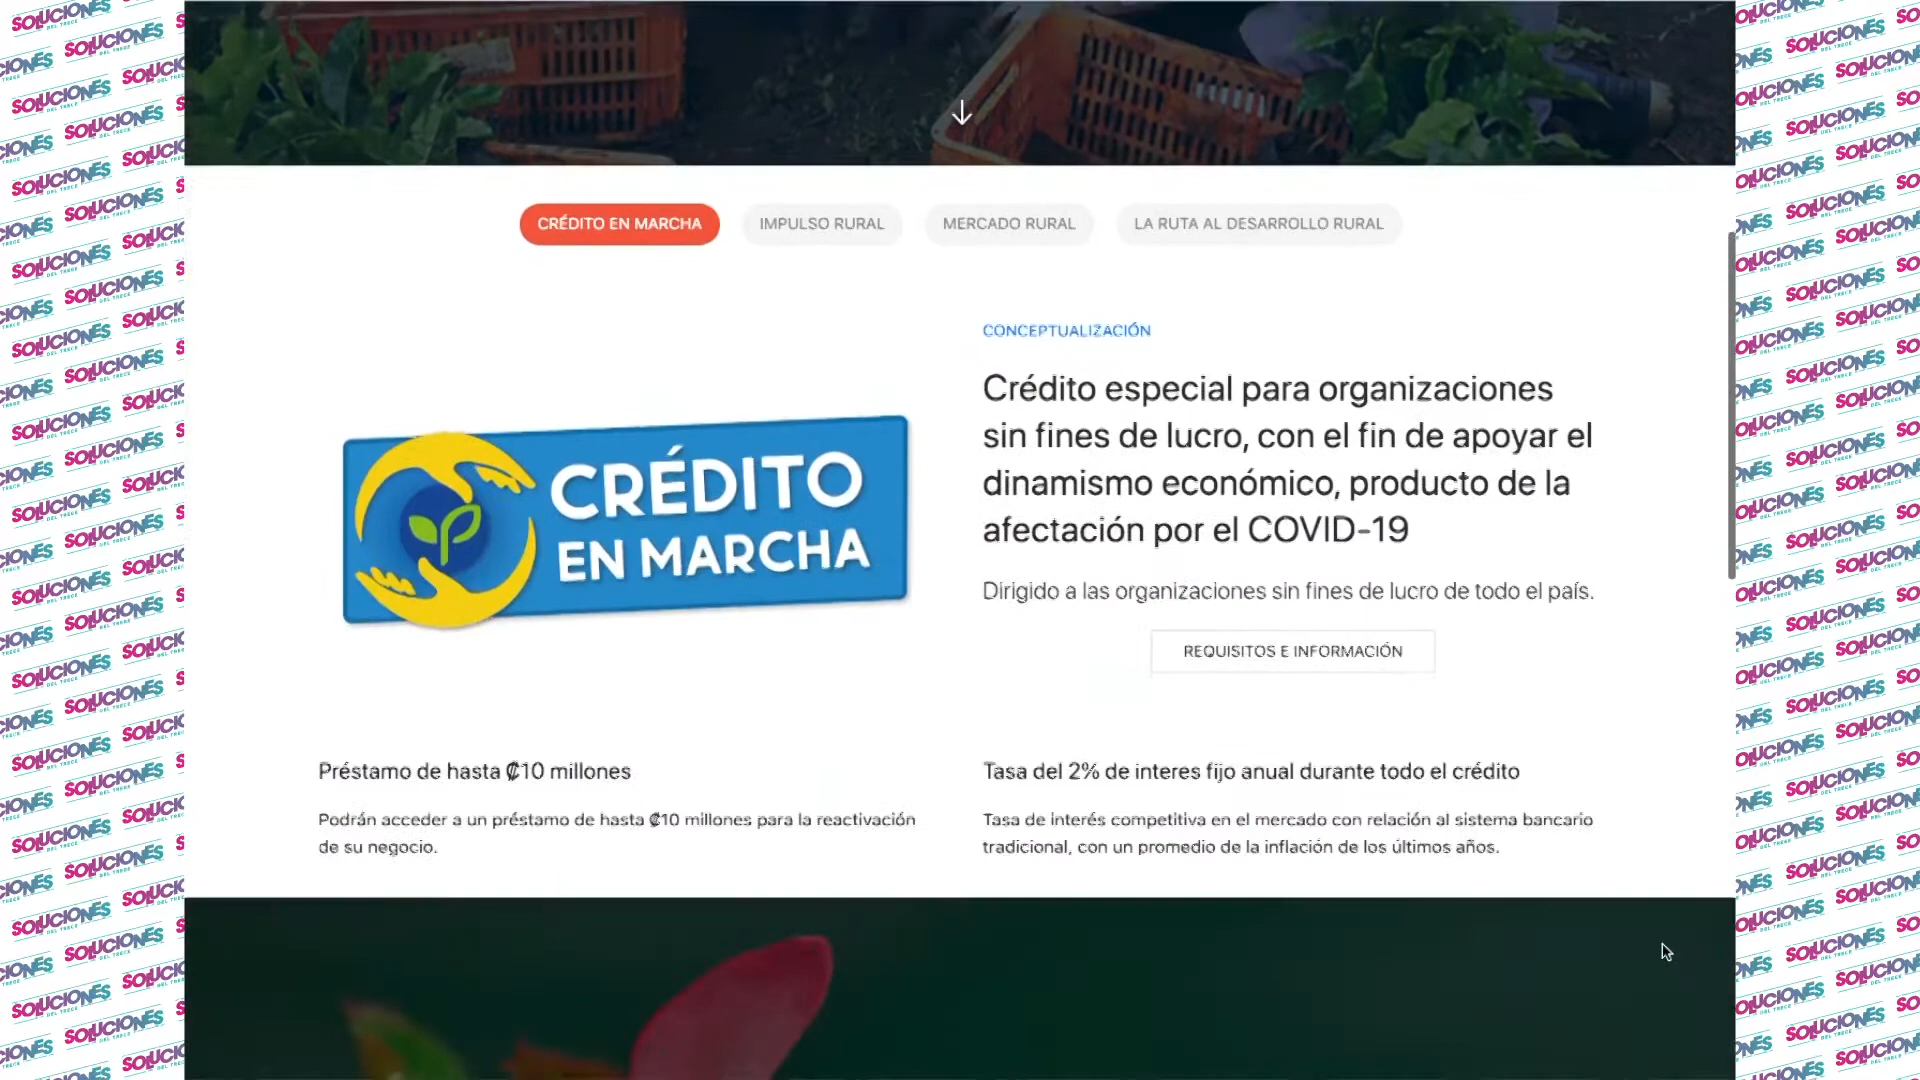 CRÉDITO EN MARCHA
IMPULSO RURAL
MERCADO RURAL
LA RUTA AL DESARROLLO RURAL
CONCEPTUALIZACIÓN
Crédito especial para organizaciones
sin fines de lucro, con el fin de apoyar el
dinamismo económico, producto de la
afectación por el COVID-19
Dirigido a las organizaciones sin fines de lucro de todo el país.
REQUISITOS E INFORMACIÓN
CRÉDITO
EN MARCHA
Préstamo de hasta ₡10 millones
Podrán acceder a un préstamo de hasta ₡10 millones para la reactivación
de su negocio.
Tasa del 2% de interes fijo anual durante todo el crédito
Tasa de interés competitiva en el mercado con relación al sistema bancario
tradicional, con un promedio de la inflación de los últimos años.
SOLUCIONES
DEL TRECE